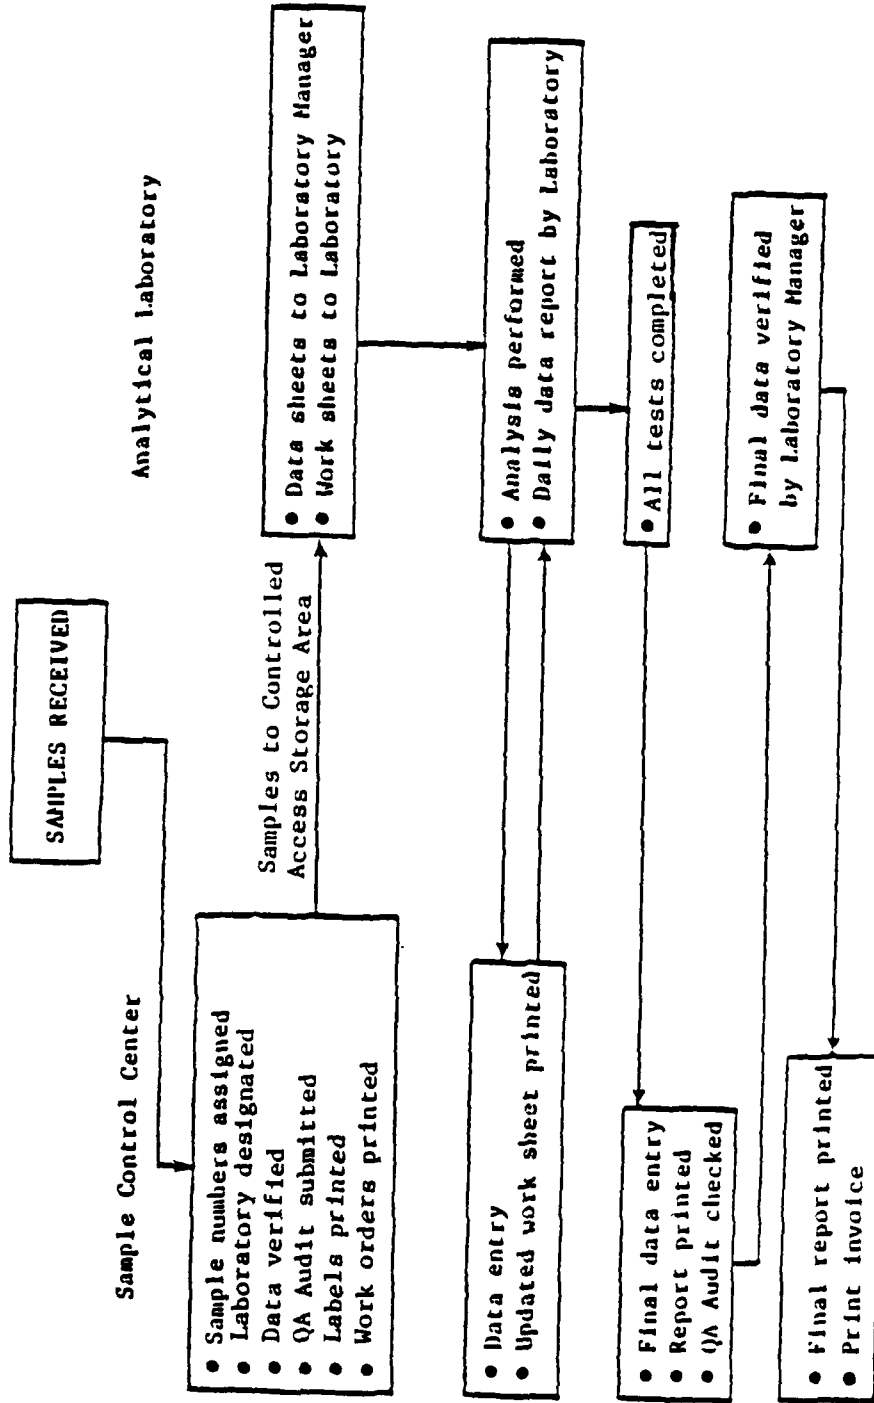 SAMPLES RECEIVED
Sample Control Center
Analytical Laboratory
● Sample numbers assigned
● Laboratory designated
● Data verified
● QA Audit submitted
● Labels printed
● Work orders printed
Samples to Controlled
Access Storage Area
● Data sheets to Laboratory Manager
● Work sheets to Laboratory
● Data entry
● Updated work sheet printed
● Analysis performed
● Daily data report by Laboratory
● All tests completed
● Final data entry
● Report printed
● QA Audit checked
● Final data verified
by Laboratory Manager
● Final report printed
● Print invoice